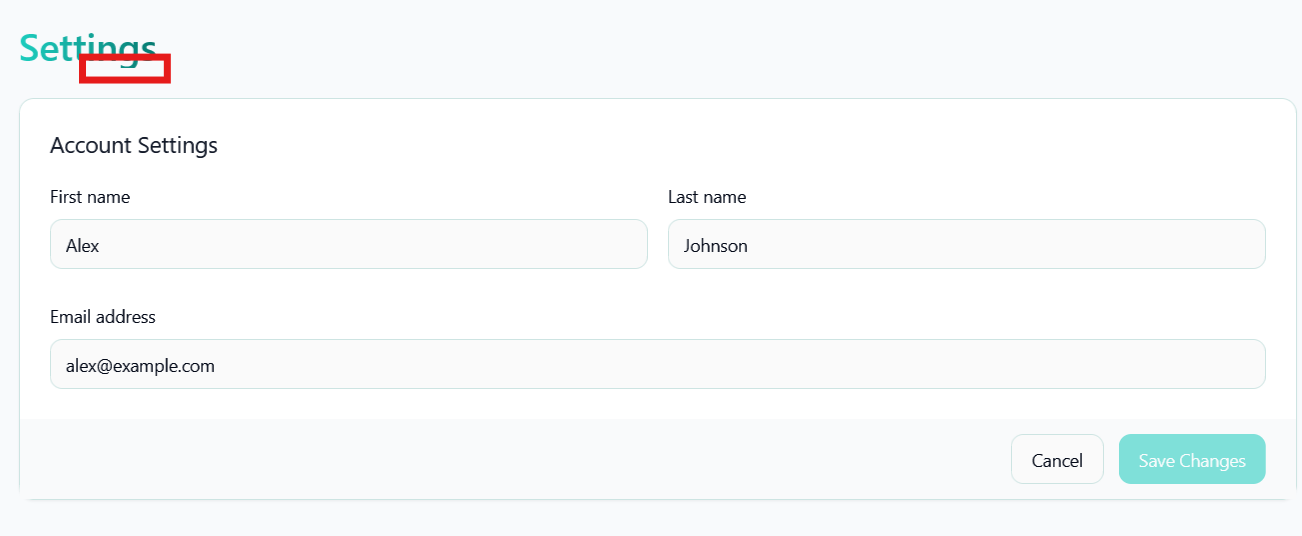 Settings
Account Settings
First name
Last name
Alex
Johnson
Email address
alex@example.com
Cancel
Save Changes